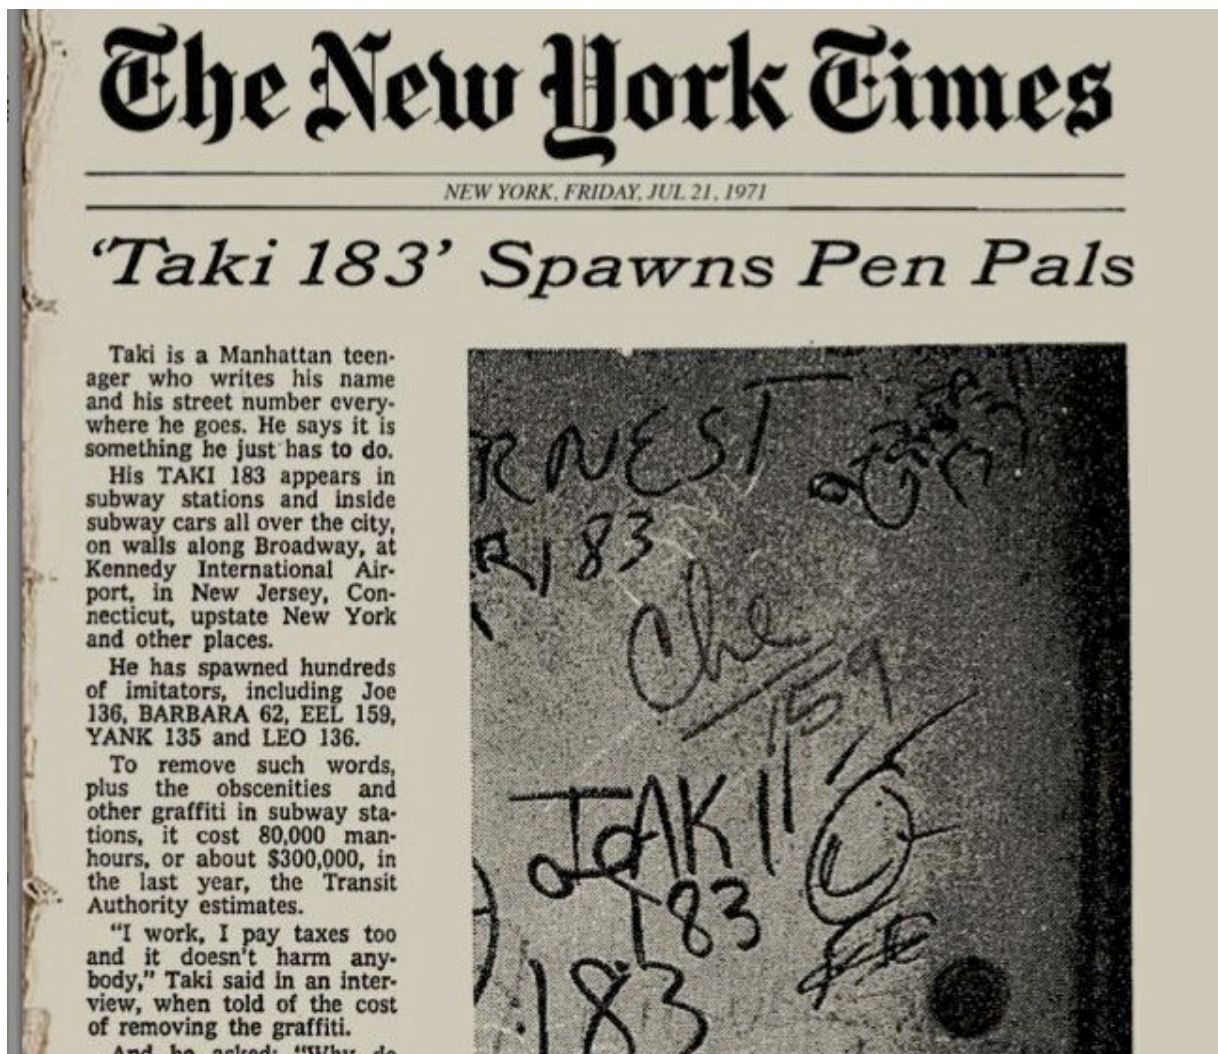 The New York Times
NEW YORK, FRIDAY, JUL 21, 1971
‘Taki 183’ Spawns Pen Pals
Taki is a Manhattan teen-
ager who writes his name
and his street number every-
where he goes. He says it is
something he just has to do.
His TAKI 183 appears in
subway stations and inside
subway cars all over the city,
on walls along Broadway, at
Kennedy International Air-
port, in New Jersey, Con-
necticut, upstate New York
and other places.
He has spawned hundreds
of imitators, including Joe
136, BARBARA 62, EEL 159,
YANK 135 and LEO 136.
To remove such words,
plus the obscenities and
other graffiti in subway sta-
tions, it cost 80,000 man-
hours, or about $300,000, in
the last year, the Transit
Authority estimates.
“I work, I pay taxes too
and it doesn't harm any-
body,” Taki said in an inter-
view, when told of the cost
of removing the graffiti.
And he asked: “Why do
RNEST
183
Che
159
TAKI
183
183